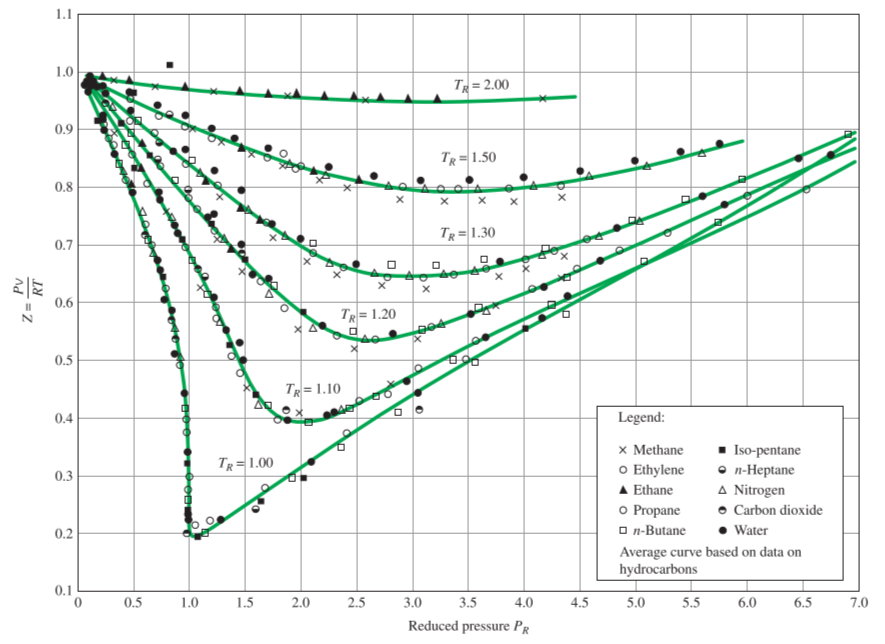 1.1
1.0
0.9
0.8
0.7
0.6
0.5
0.4
0.3
0.2
0.1
Z = Pv/RT
T_R = 2.00
T_R = 1.50
T_R = 1.30
T_R = 1.20
T_R = 1.10
T_R = 1.00
Legend:
Methane
Ethylene
Ethane
Propane
n-Butane
Iso-pentane
n-Heptane
Nitrogen
Carbon dioxide
Water
Average curve based on data on
hydrocarbons
0 0.5 1.0 1.5 2.0 2.5 3.0 3.5 4.0 4.5 5.0 5.5 6.0 6.5 7.0
Reduced pressure P_R